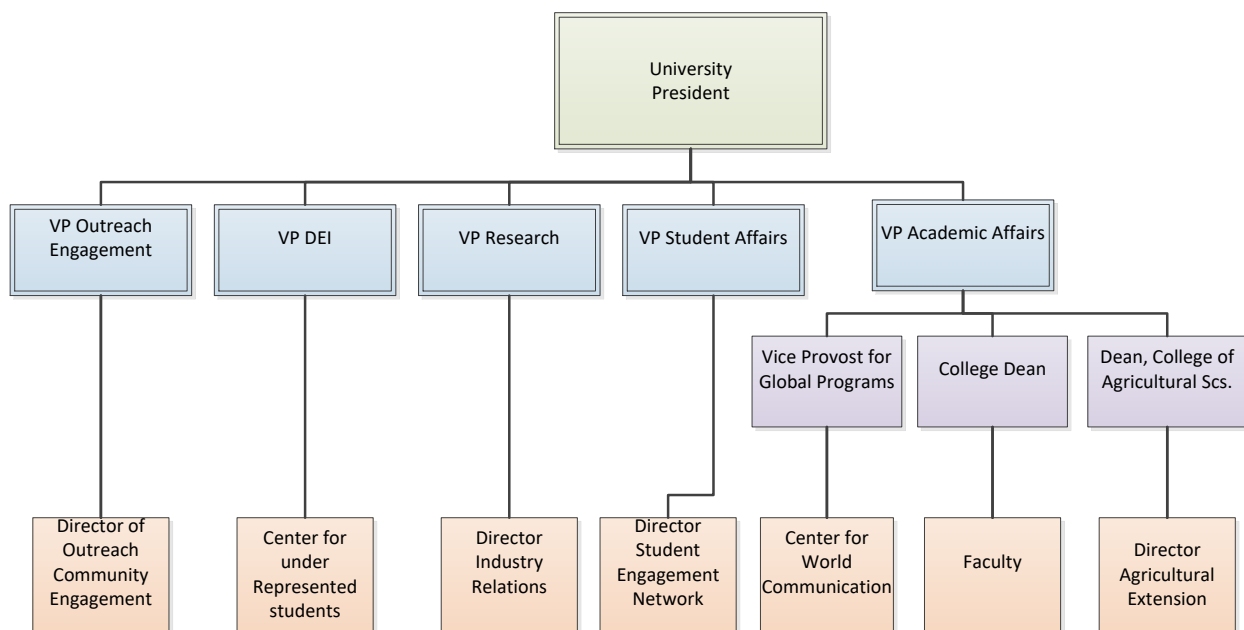 University
President
VP Outreach
Engagement
VP DEI
VP Research
VP Student Affairs
VP Academic Affairs
Vice Provost for
Global Programs
College Dean
Dean, College of
Agricultural Scs.
Director of
Outreach
Community
Engagement
Center for
under
Represented
students
Director
Industry
Relations
Director
Student
Engagement
Network
Center for
World
Communication
Faculty
Director
Agricultural
Extension